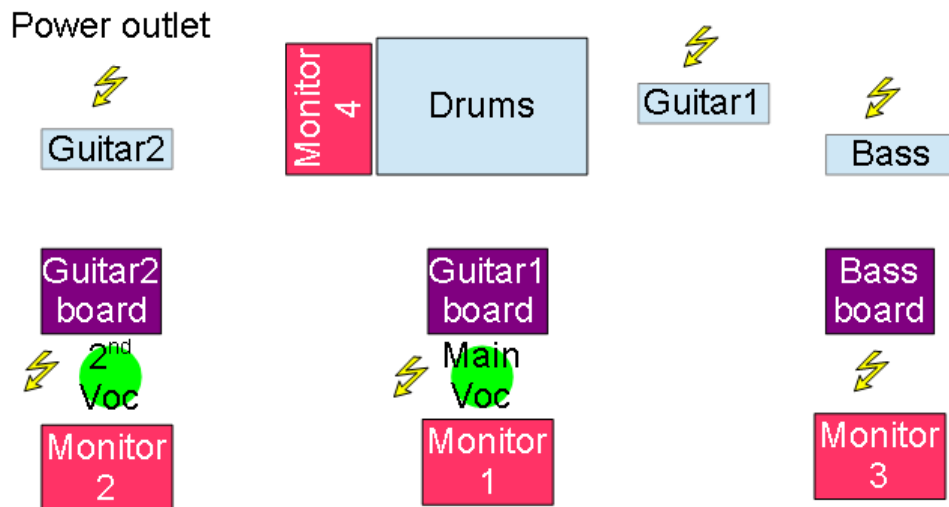 Power outlet
Monitor
4
Drums
Guitar1
Guitar2
Bass
Guitar2
board
Guitar1
board
Bass
board
2nd
Voc
Main
Voc
Monitor
2
Monitor
1
Monitor
3